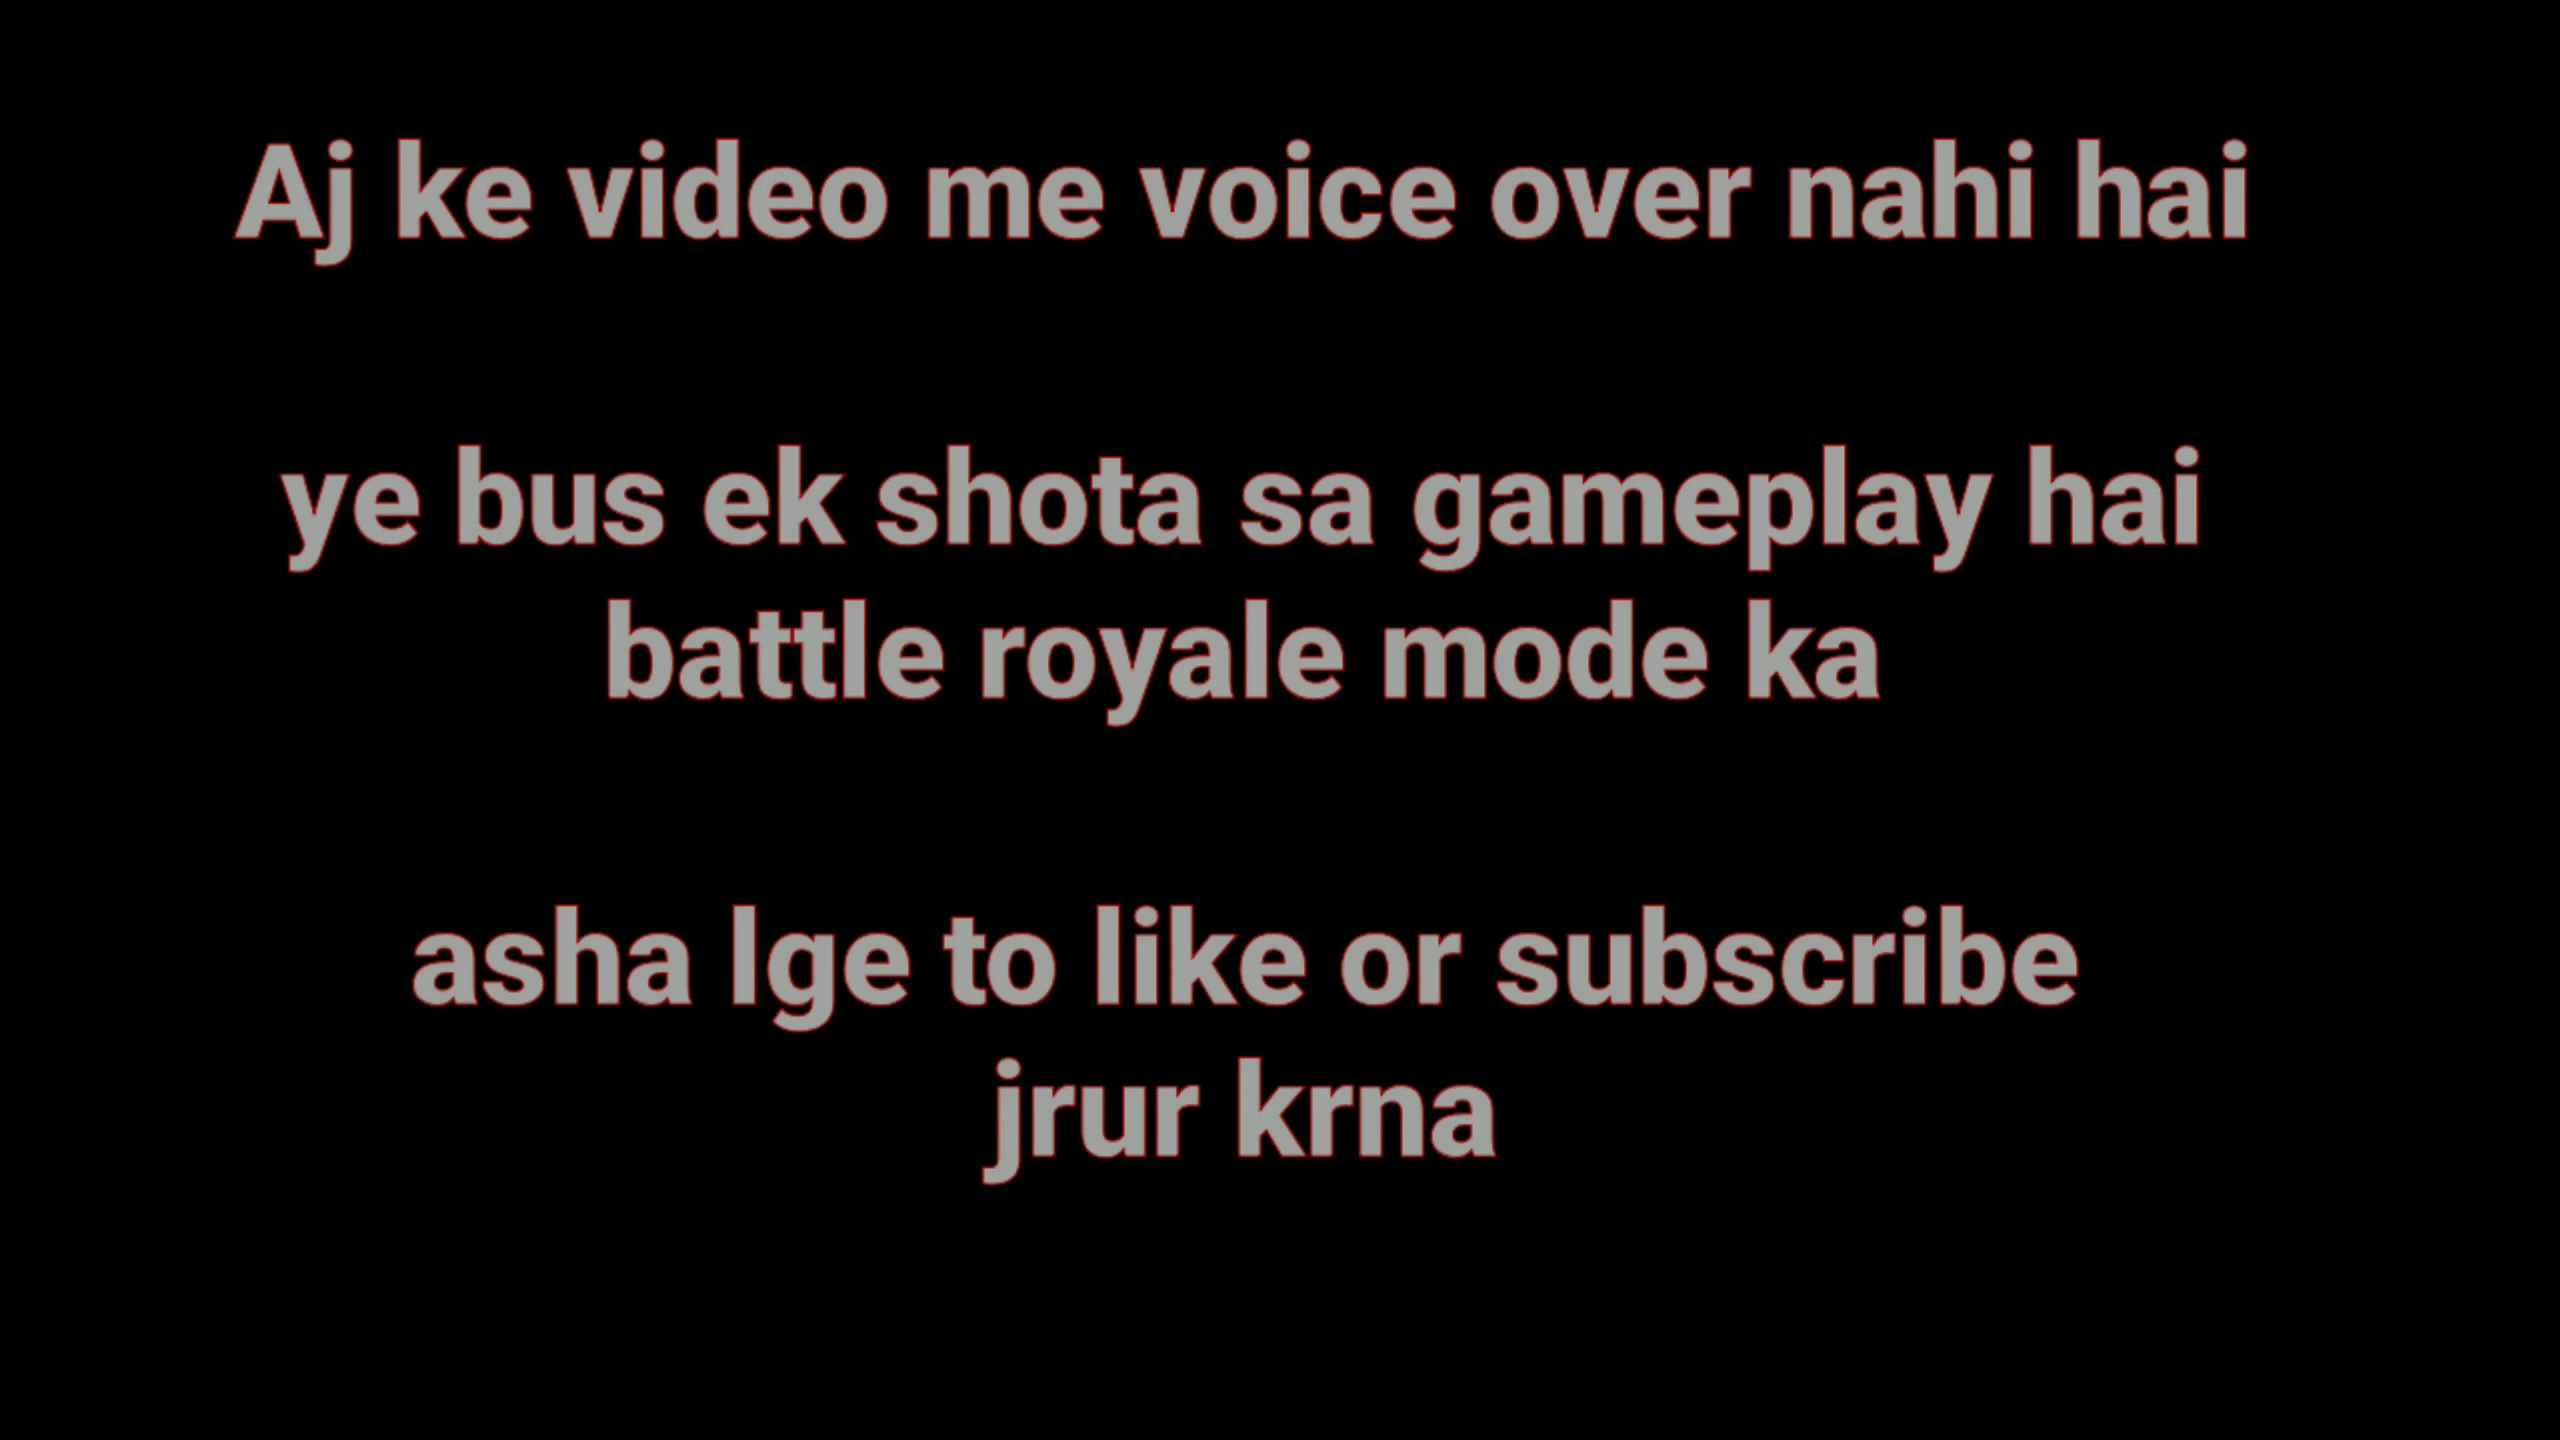 Aj ke video me voice over nahi hai
ye bus ek shota sa gameplay hai
battle royale mode ka
asha lge to like or subscribe
jrur krna